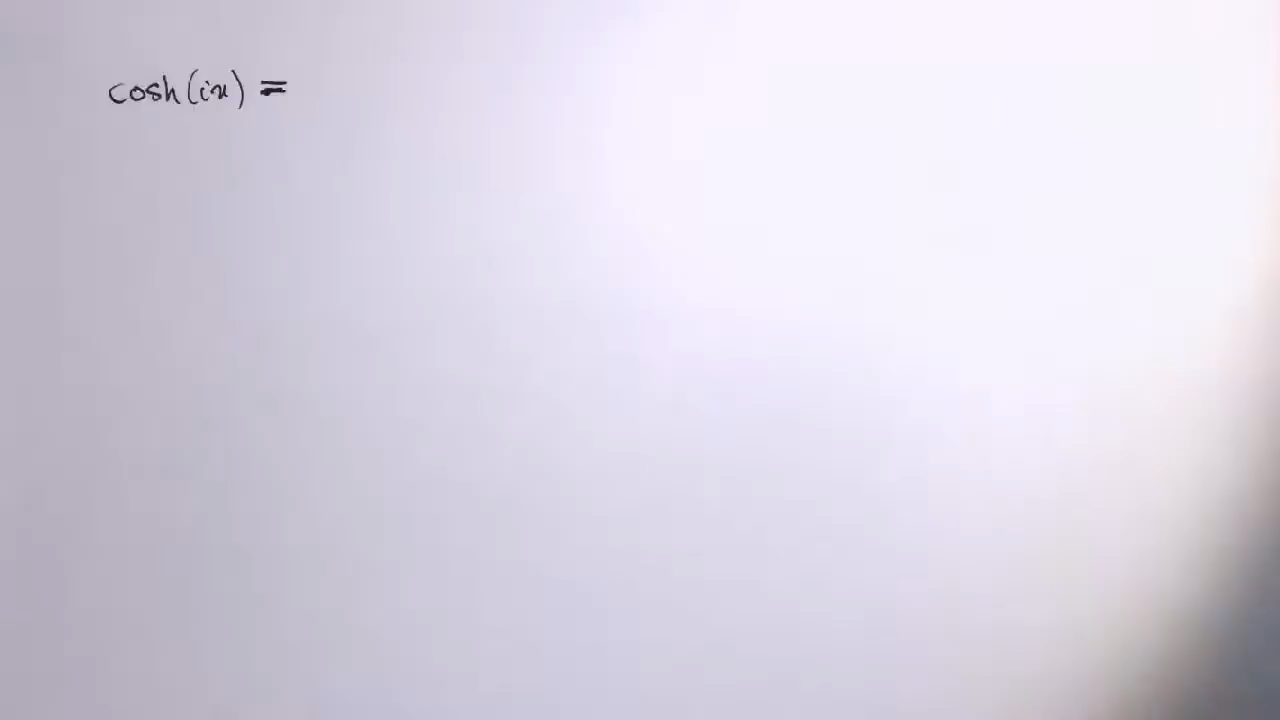 cosh(ix) =